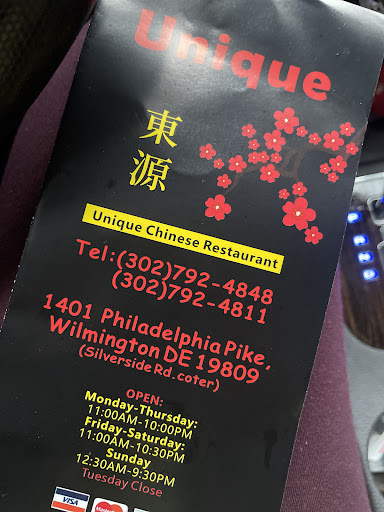 Unique
東源
Unique Chinese Restaurant
Tel:(302)792-4848
(302)792-4811
1401 Philadelphia Pike,
Wilmington DE 19809
(Silverside Rd.coter)
OPEN:
Monday-Thursday:
11:00AM-10:00PM
Friday-Saturday:
11:00AM-10:30PM
Sunday
12:30AM-9:30PM
Tuesday Close
VISA